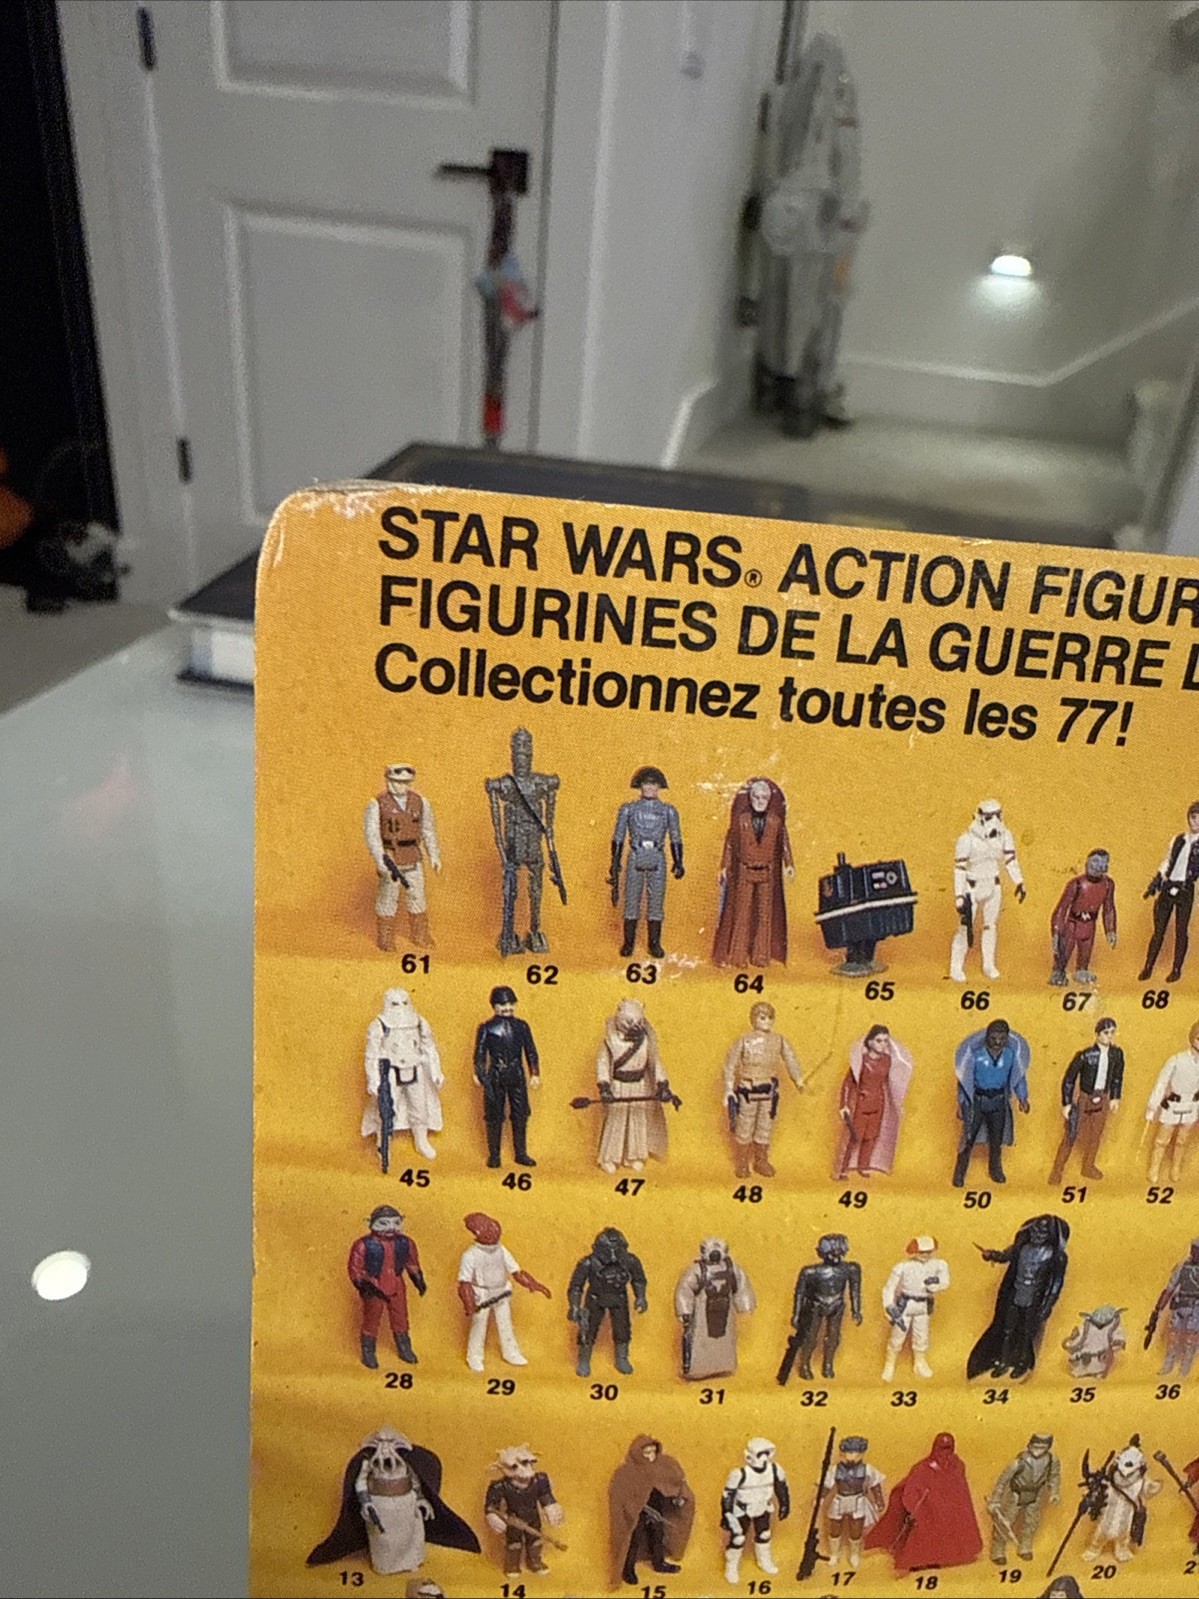 STAR WARS® ACTION FIGUR
FIGURINES DE LA GUERRE D
Collectionnez toutes les 77!
61 62 63 64 65 66 67 68
45 46 47 48 49 50 51 52
28 29 30 31 32 33 34 35 36
13 14 15 16 17 18 19 20 2